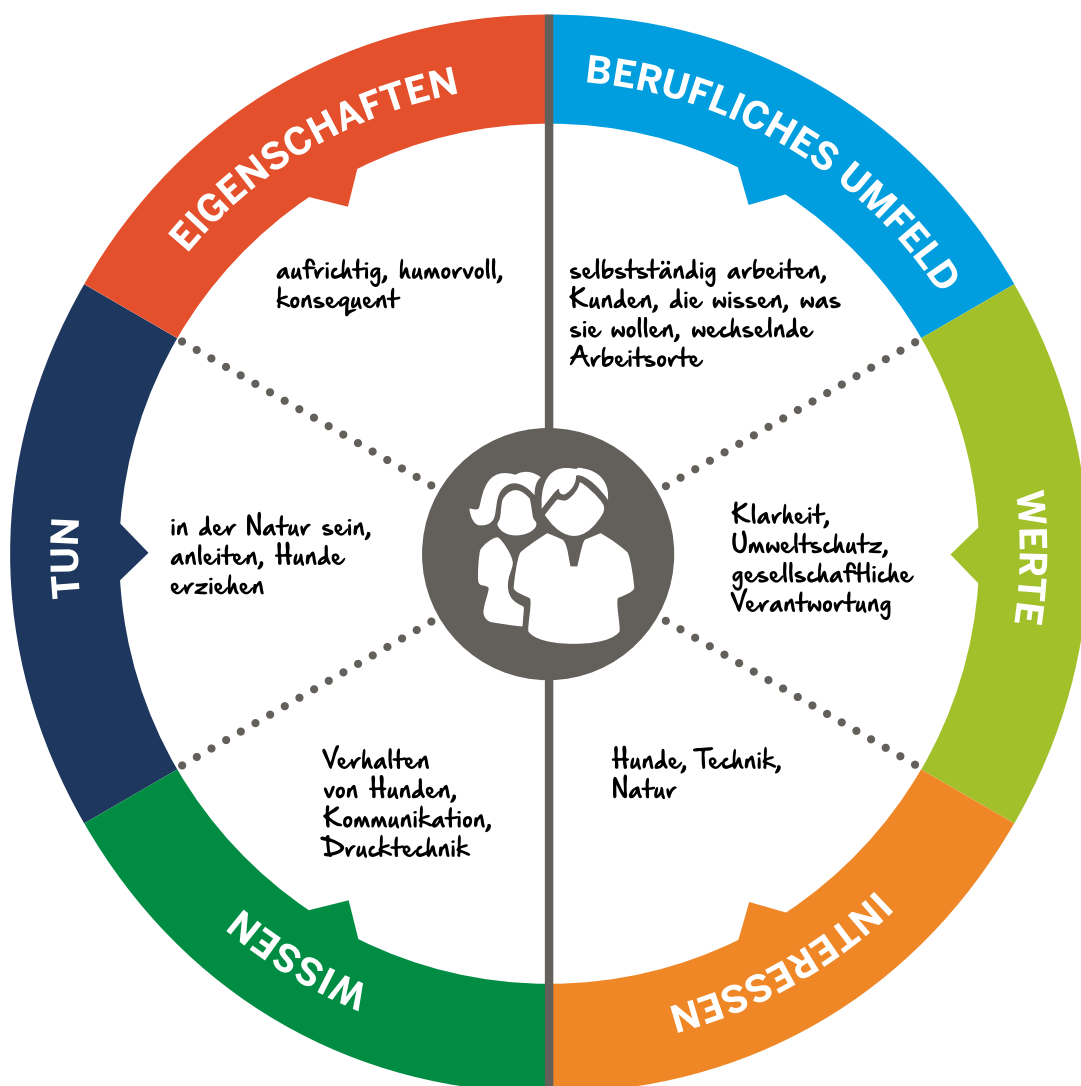 EIGENSCHAFTEN
aufrichtig, humorvoll,
konsequent
BERUFLICHES UMFELD
selbstständig arbeiten,
Kunden, die wissen, was
sie wollen, wechselnde
Arbeitsorte
WERTE
Klarheit,
Umweltschutz,
gesellschaftliche
Verantwortung
INTERESSEN
Hunde, Technik,
Natur
WISSEN
Verhalten
von Hunden,
Kommunikation,
Drucktechnik
TUN
in der Natur sein,
anleiten, Hunde
erziehen